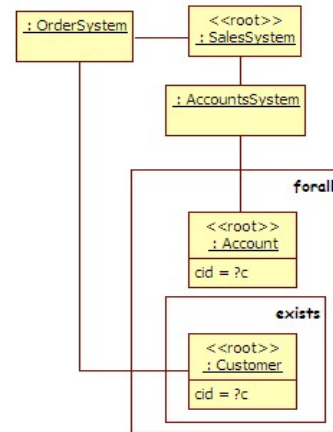 : OrderSystem
<<root>>
: SalesSystem
: AccountsSystem
forall
<<root>>
: Account
cid = ?c
exists
<<root>>
: Customer
cid = ?c